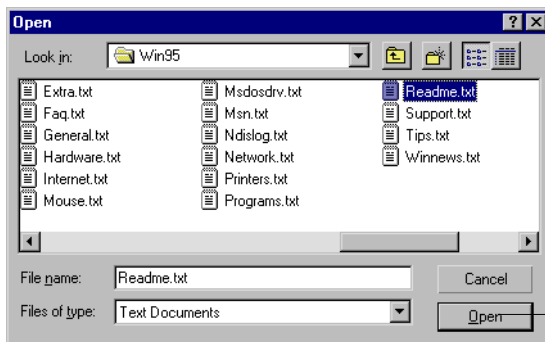 Open
Look in: Win95
Extra.txt Msdosdrv.txt Readme.txt
Faq.txt Msn.txt Support.txt
General.txt Ndislog.txt Tips.txt
Hardware.txt Network.txt Winnews.txt
Internet.txt Printers.txt
Mouse.txt Programs.txt
File name: Readme.txt Cancel
Files of type: Text Documents Open